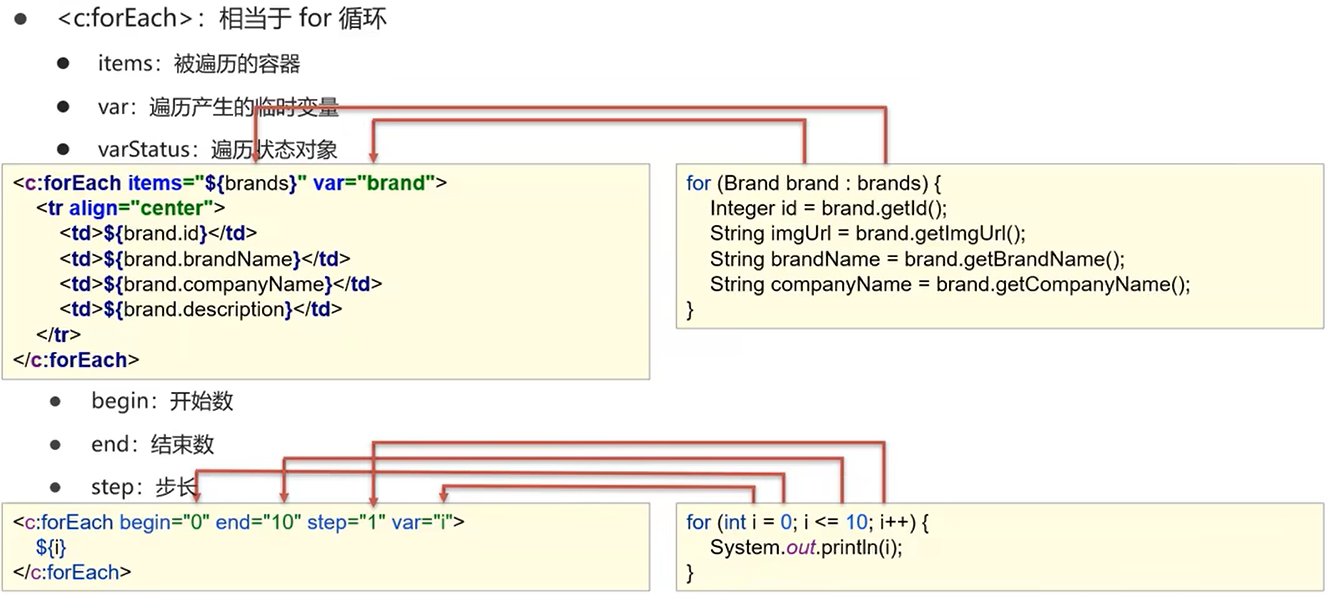 ● <c:forEach>：相当于 for 循环
● items：被遍历的容器
● var：遍历产生的临时变量
● varStatus：遍历状态对象
<c:forEach items="${brands}" var="brand">
<tr align="center">
<td>${brand.id}</td>
<td>${brand.brandName}</td>
<td>${brand.companyName}</td>
<td>${brand.description}</td>
</tr>
</c:forEach>
for (Brand brand : brands) {
Integer id = brand.getId();
String imgUrl = brand.getImgUrl();
String brandName = brand.getBrandName();
String companyName = brand.getCompanyName();
}
● begin：开始数
● end：结束数
● step：步长
<c:forEach begin="0" end="10" step="1" var="i">
${i}
</c:forEach>
for (int i = 0; i <= 10; i++) {
System.out.println(i);
}